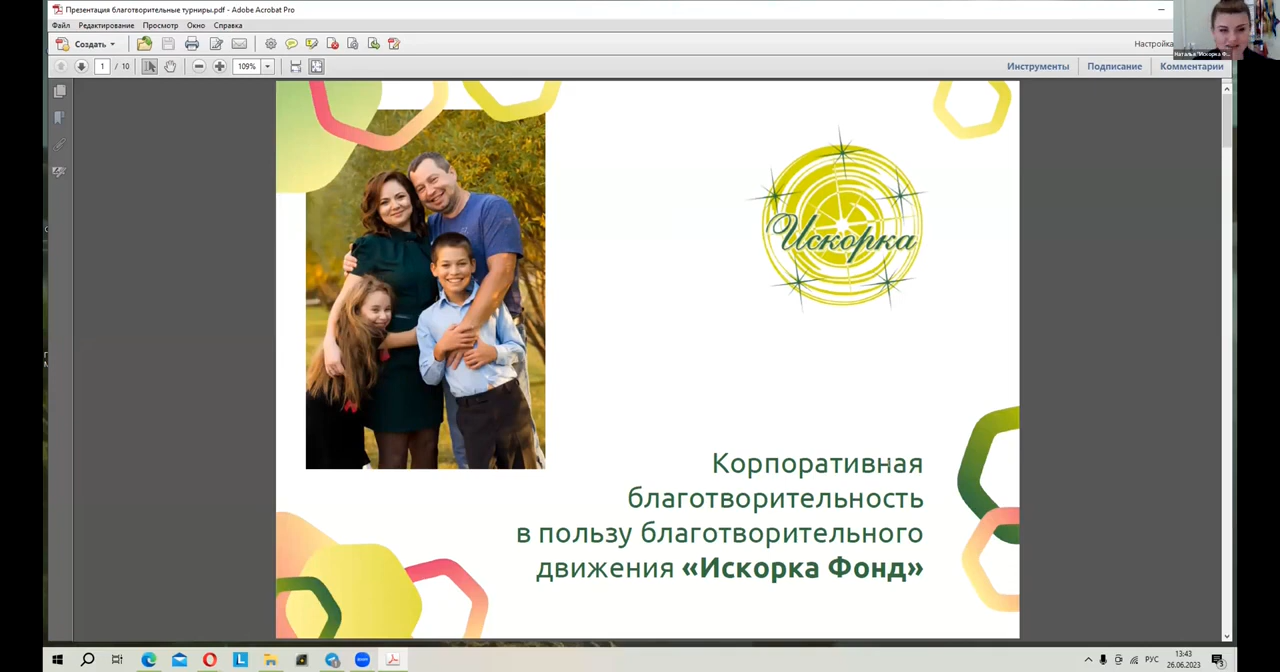 Презентация благотворительные турниры.pdf - Adobe Acrobat Pro
Файл Редактирование Просмотр Окно Справка
Создать
Настройка
1 / 10
109%
Инструменты Подписание Комментарии
Искорка
Корпоративная
благотворительность
в пользу благотворительного
движения «Искорка Фонд»
РУС
13:43
26.06.2023